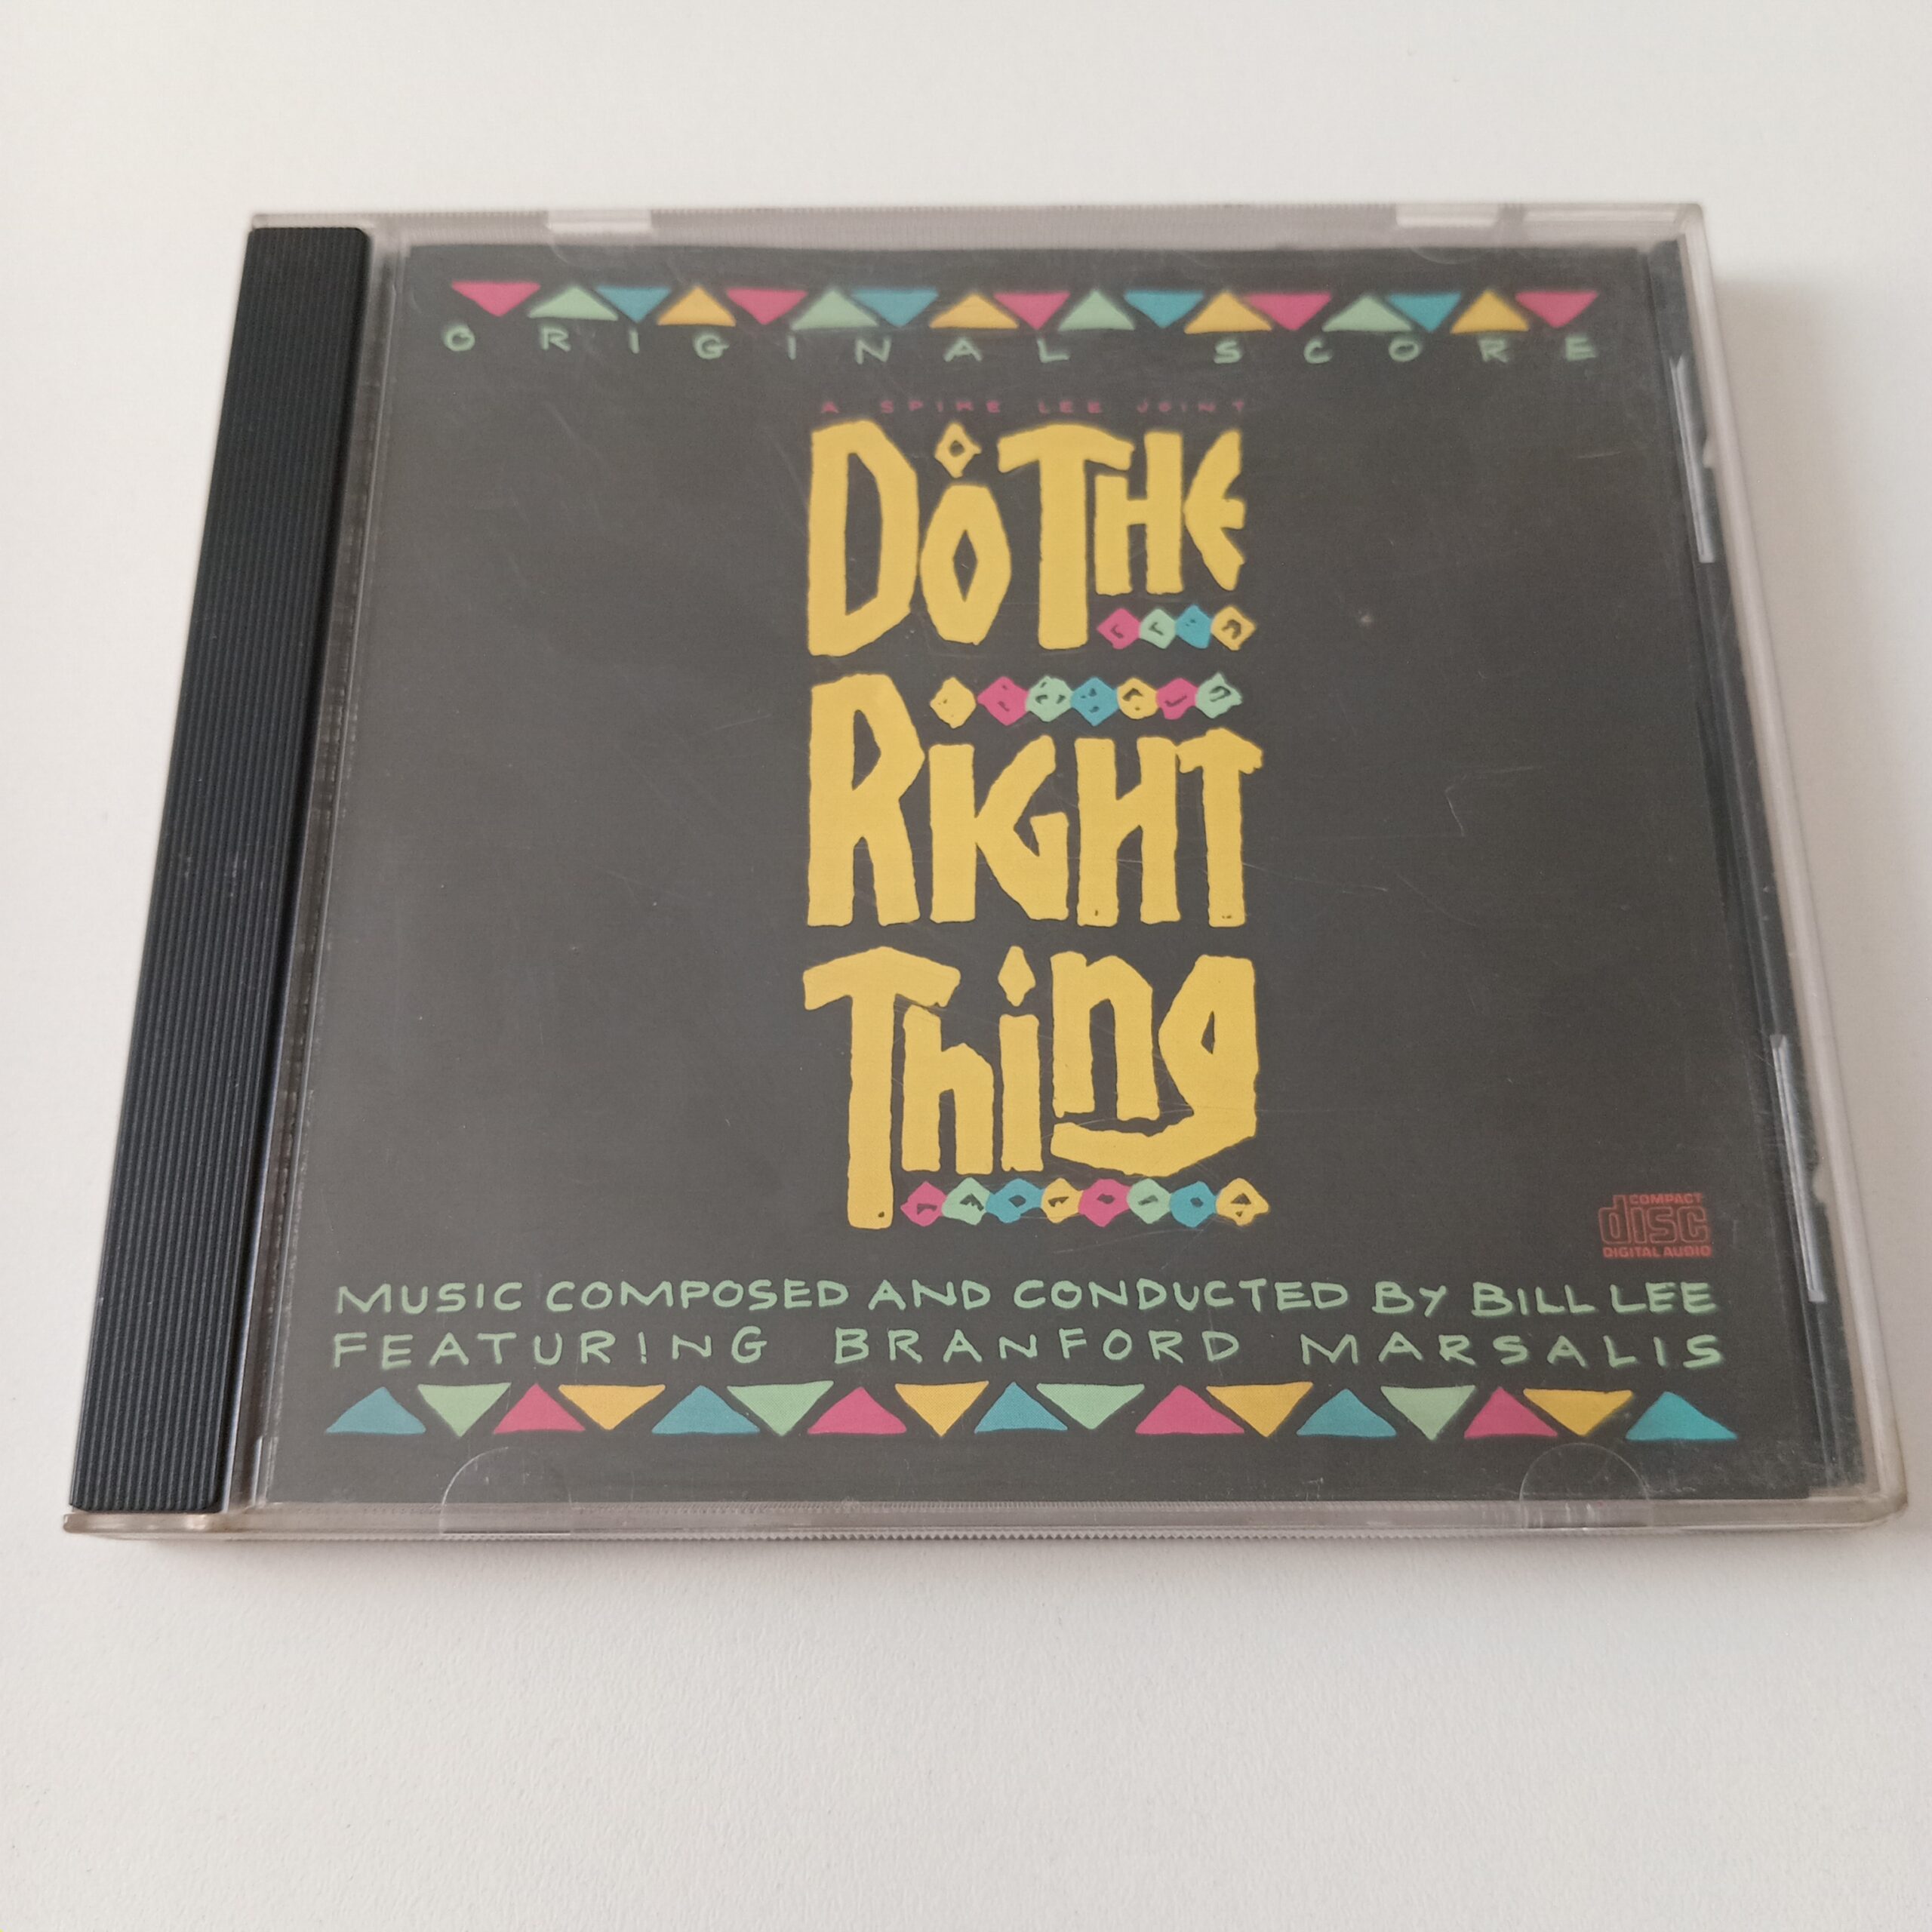 ORIGINAL SCORE
A SPIKE LEE JOINT
DO THE
RIGHT
Thing
COMPACT
disc
DIGITAL AUDIO
MUSIC COMPOSED AND CONDUCTED BY BILL LEE
FEATURING BRANFORD MARSALIS